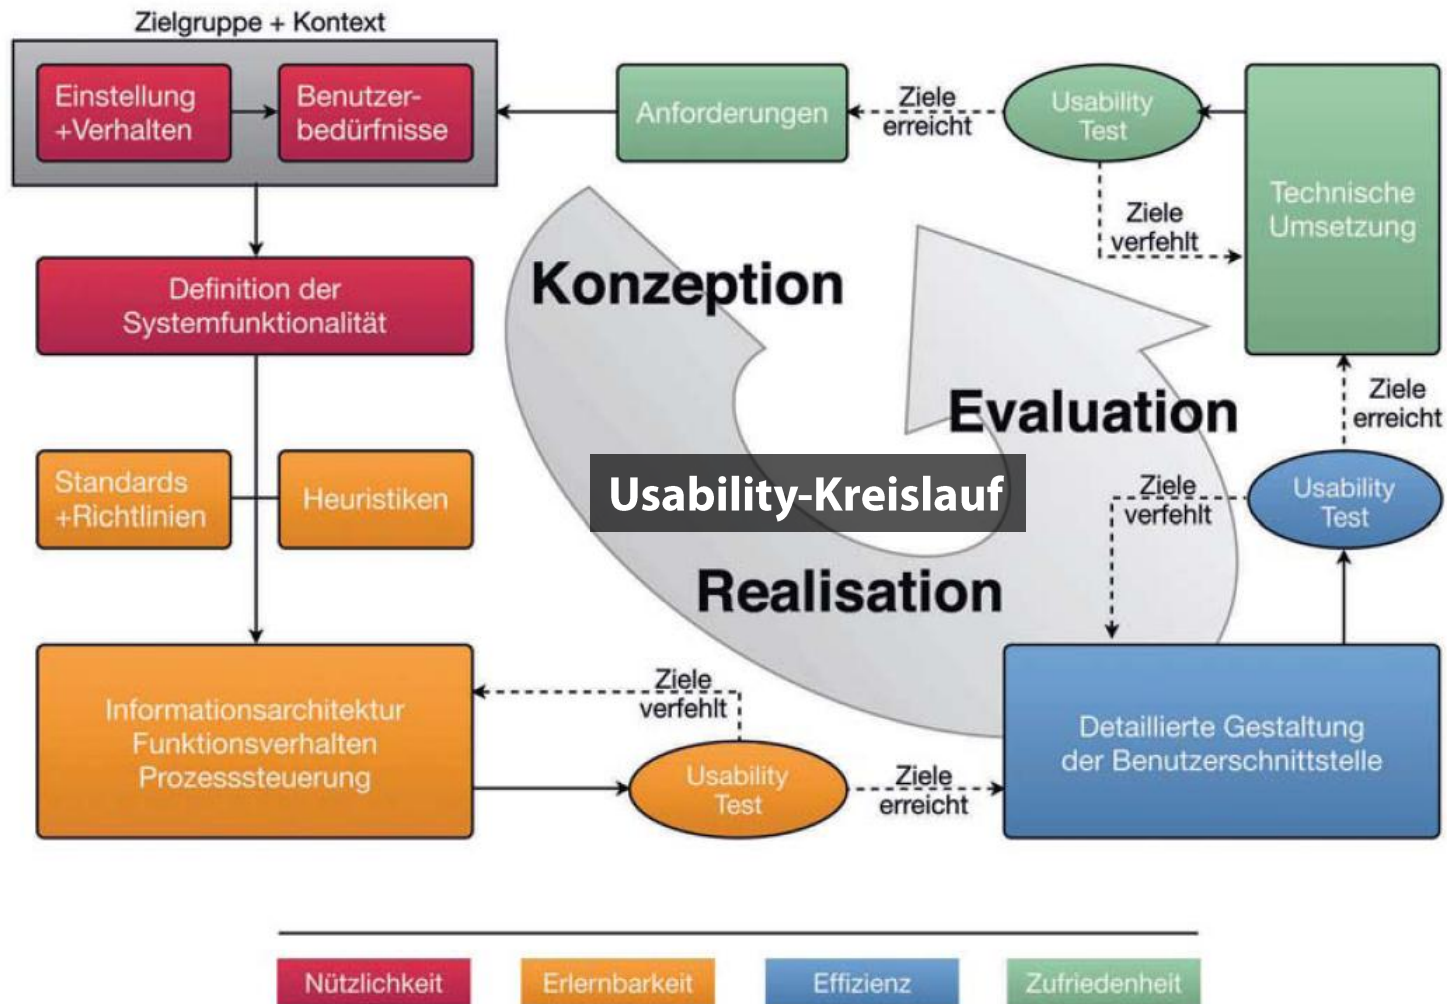 Zielgruppe + Kontext
Einstellung
+Verhalten
Benutzer-
bedürfnisse
Anforderungen
Ziele
erreicht
Usability
Test
Technische
Umsetzung
Ziele
verfehlt
Definition der
Systemfunktionalität
Konzeption
Evaluation
Ziele
erreicht
Standards
+Richtlinien
Heuristiken
Usability-Kreislauf
Ziele
verfehlt
Usability
Test
Realisation
Informationsarchitektur
Funktionsverhalten
Prozesssteuerung
Ziele
verfehlt
Usability
Test
Ziele
erreicht
Detaillierte Gestaltung
der Benutzerschnittstelle
Nützlichkeit
Erlernbarkeit
Effizienz
Zufriedenheit